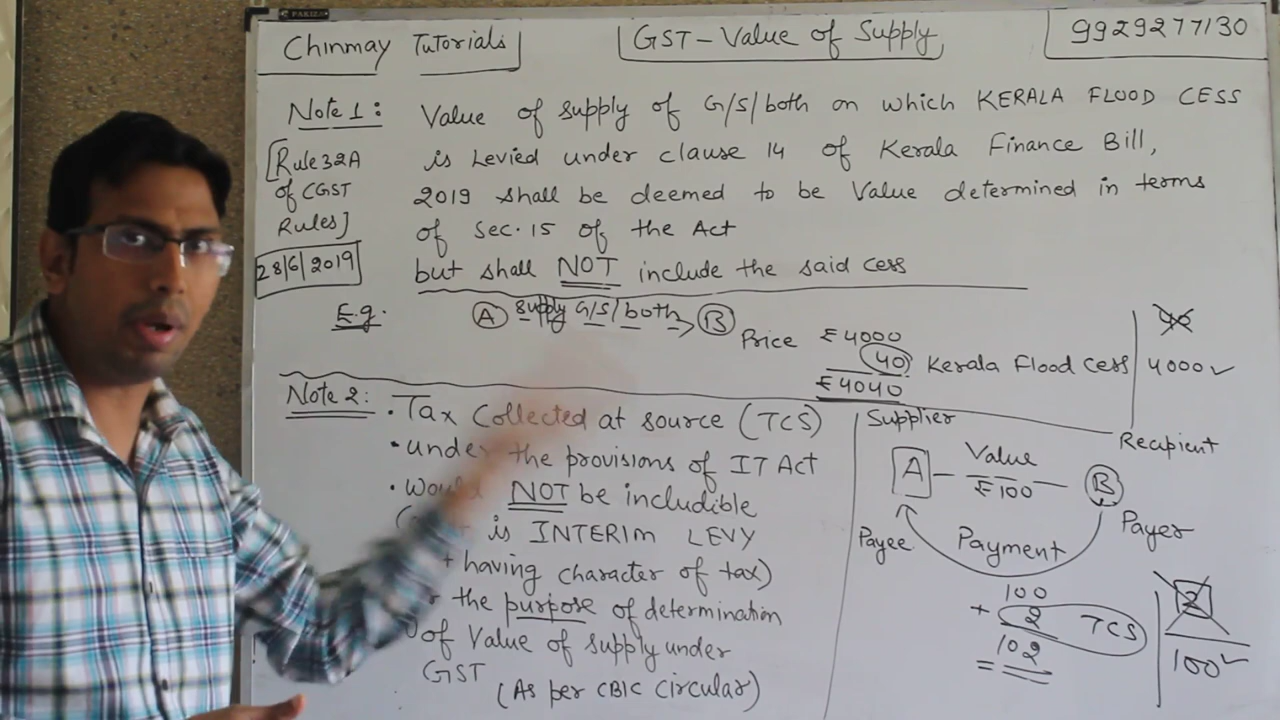 PARIZA
Chinmay Tutorials
GST - Value of Supply
9929277130
Note 1:
[Rule 32A
of CGST
Rules]
28/6/2019
Value of supply of G/S/both on which KERALA FLOOD CESS
is Levied under clause 14 of Kerala Finance Bill,
2019 shall be deemed to be Value determined in terms
of Sec. 15 of the Act
but shall NOT include the said cess
E.g.
A supply G/S/both B
Price ₹4000
40 Kerala Flood Cess
₹4040
40
4000 ✓
Note 2:
· Tax Collected at source (TCS)
· under the provisions of IT Act
· Would NOT be includible
is INTERIM LEVY
having character of tax)
the purpose of determination
of Value of supply under
GST
(As per CBIC Circular)
Supplier
Recipient
A - Value - B
₹100
Payee
Payment
Payer
100
+ 2 TCS
= 102
2
100 ✓